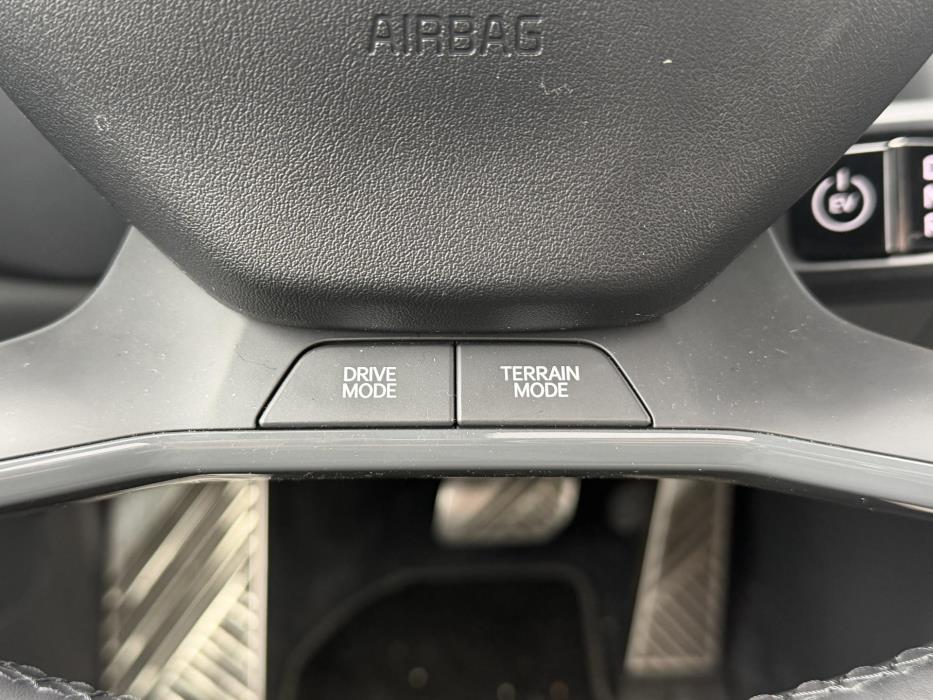 AIRBAG
EV
D
N
R
DRIVE
MODE
TERRAIN
MODE